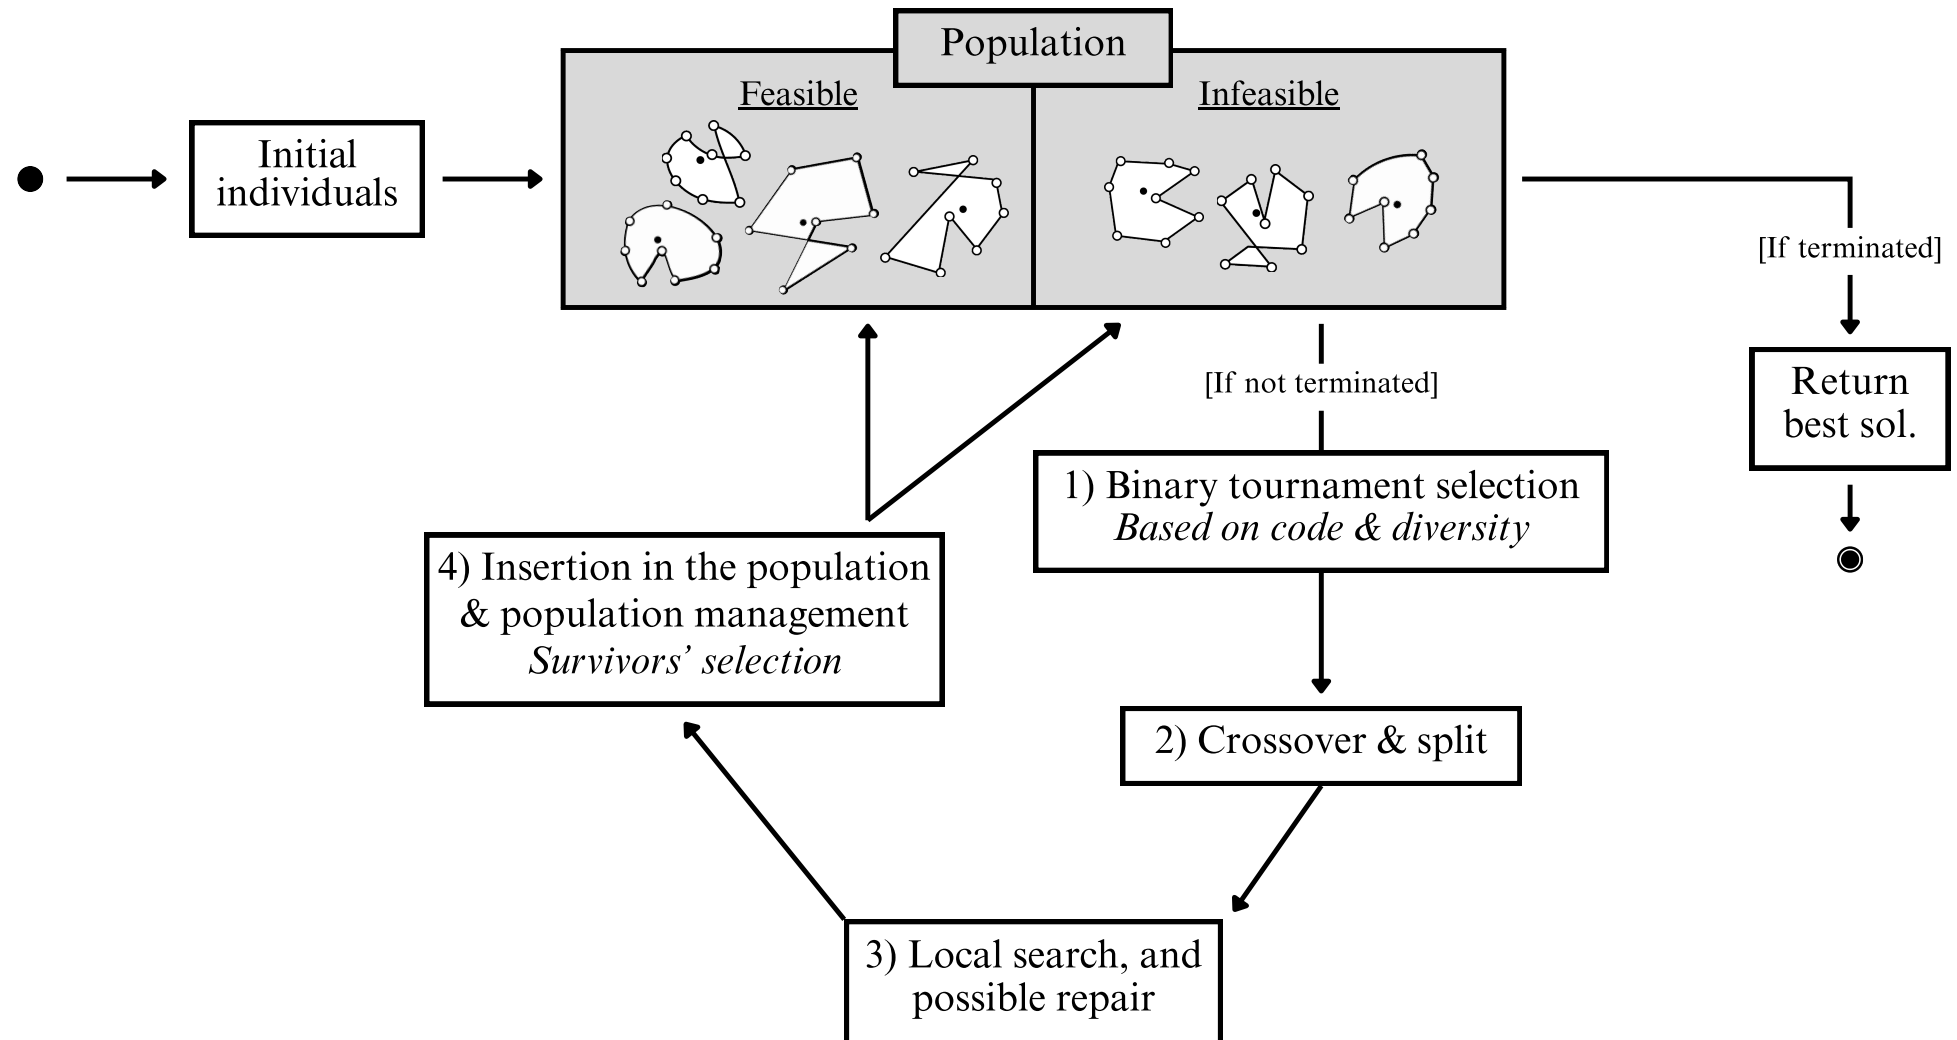 Population
Feasible
Infeasible
Initial
individuals
[If terminated]
[If not terminated]
Return
best sol.
1) Binary tournament selection
Based on code & diversity
4) Insertion in the population
& population management
Survivors’ selection
2) Crossover & split
3) Local search, and
possible repair